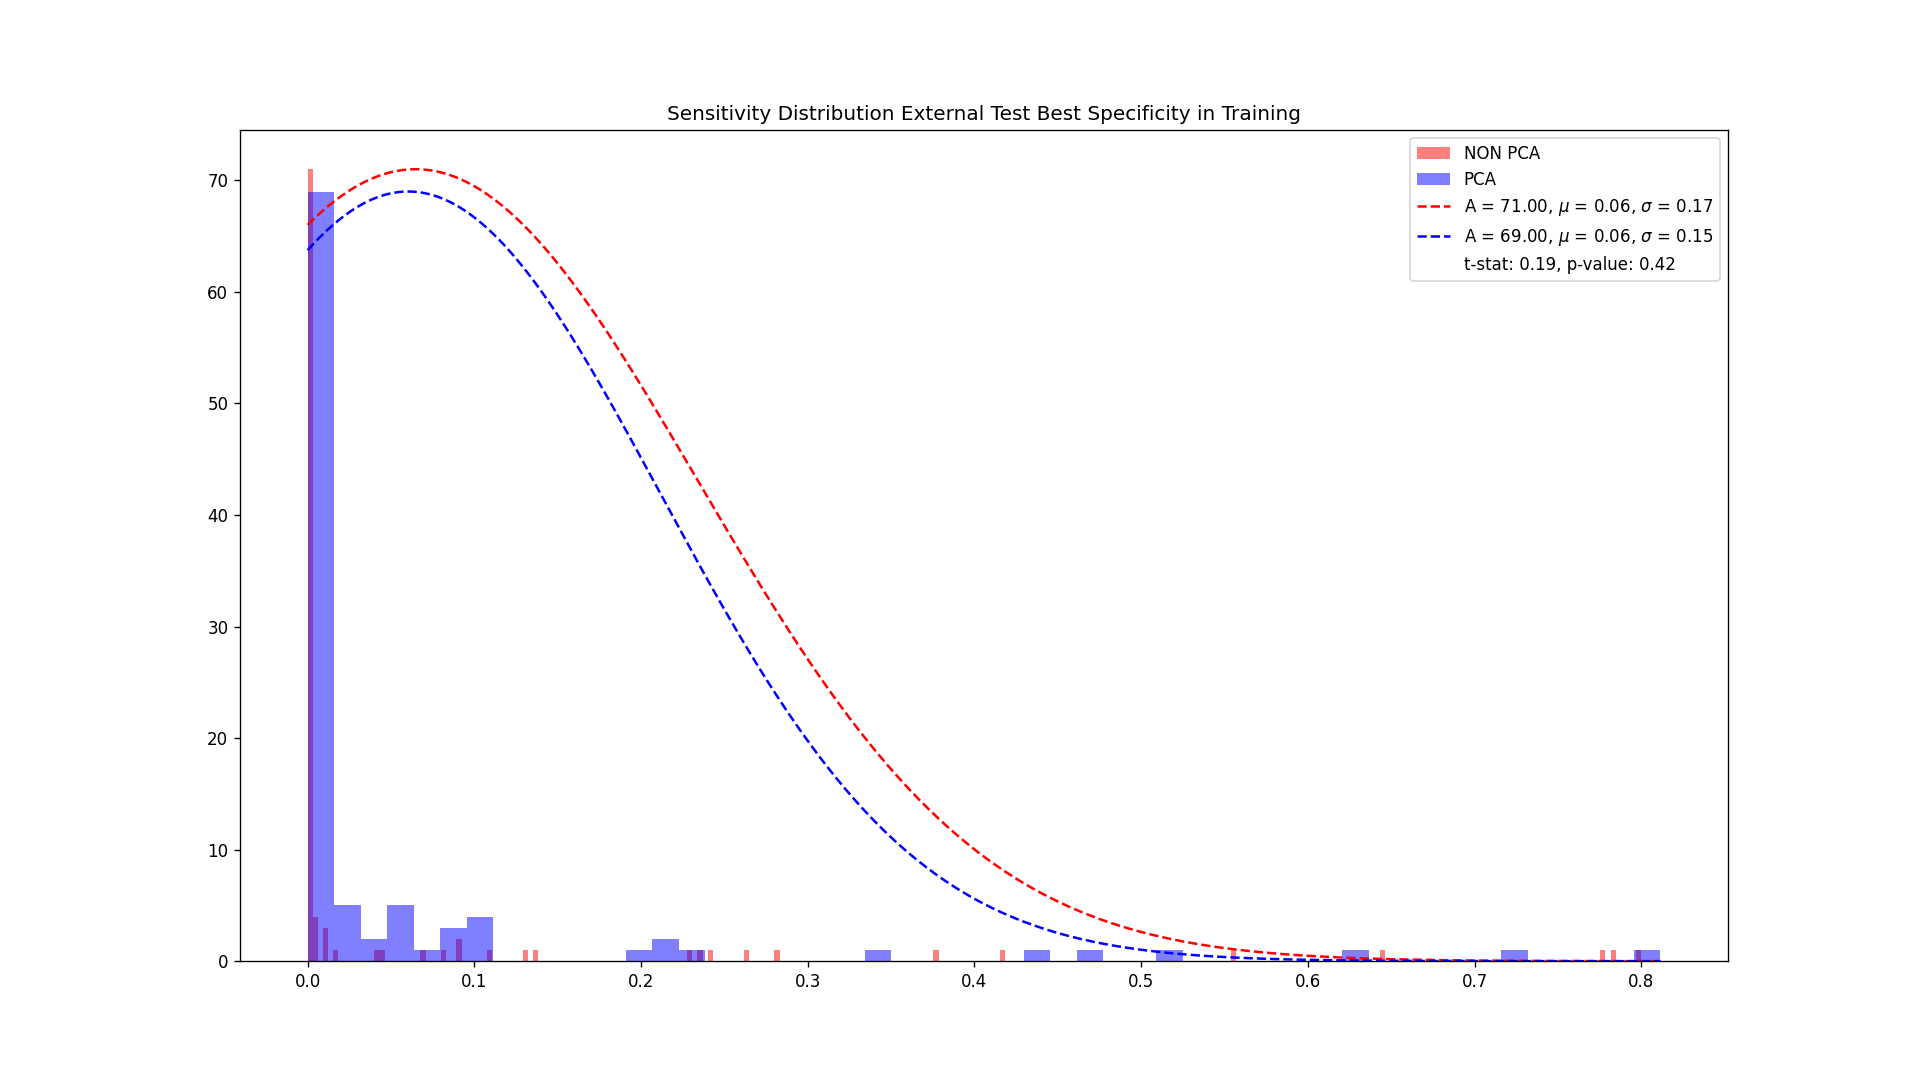 Sensitivity Distribution External Test Best Specificity in Training
NON PCA
PCA
A = 71.00, μ = 0.06, σ = 0.17
A = 69.00, μ = 0.06, σ = 0.15
t-stat: 0.19, p-value: 0.42
70
60
50
40
30
20
10
0
0.0 0.1 0.2 0.3 0.4 0.5 0.6 0.7 0.8